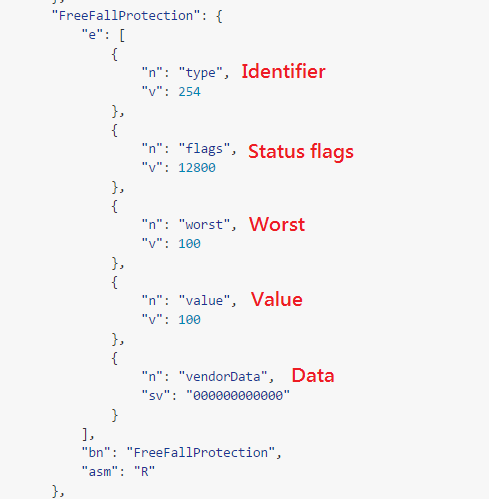 },
"FreeFallProtection": {
"e": [
{
"n": "type", Identifier
"v": 254
},
{
"n": "flags", Status flags
"v": 12800
},
{
"n": "worst", Worst
"v": 100
},
{
"n": "value", Value
"v": 100
},
{
"n": "vendorData", Data
"sv": "000000000000"
}
],
"bn": "FreeFallProtection",
"asm": "R"
},